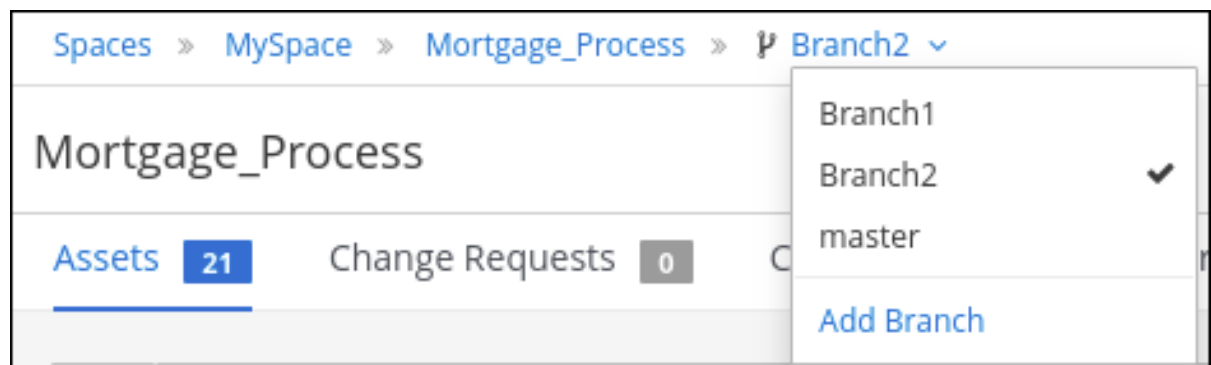 Spaces » MySpace » Mortgage_Process » Branch2
Branch1
Mortgage_Process
Branch2
master
Assets 21 Change Requests 0
Add Branch